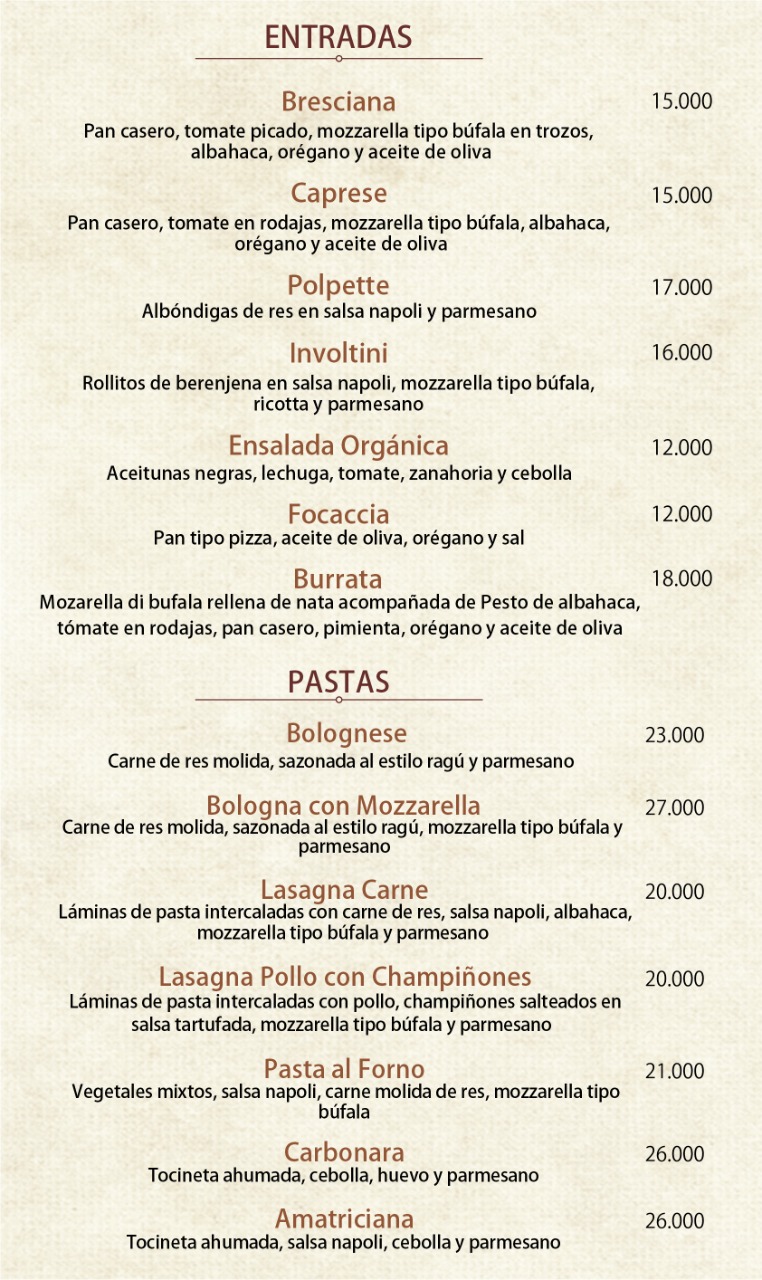 ENTRADAS
Bresciana 15.000
Pan casero, tomate picado, mozzarella tipo búfala en trozos,
albahaca, orégano y aceite de oliva
Caprese 15.000
Pan casero, tomate en rodajas, mozzarella tipo búfala, albahaca,
orégano y aceite de oliva
Polpette 17.000
Albóndigas de res en salsa napoli y parmesano
Involtini 16.000
Rollitos de berenjena en salsa napoli, mozzarella tipo búfala,
ricotta y parmesano
Ensalada Orgánica 12.000
Aceitunas negras, lechuga, tomate, zanahoria y cebolla
Focaccia 12.000
Pan tipo pizza, aceite de oliva, orégano y sal
Burrata 18.000
Mozarella di bufala rellena de nata acompañada de Pesto de albahaca,
tómate en rodajas, pan casero, pimienta, orégano y aceite de oliva
PASTAS
Bolognese 23.000
Carne de res molida, sazonada al estilo ragú y parmesano
Bologna con Mozzarella 27.000
Carne de res molida, sazonada al estilo ragú, mozzarella tipo búfala y
parmesano
Lasagna Carne 20.000
Láminas de pasta intercaladas con carne de res, salsa napoli, albahaca,
mozzarella tipo búfala y parmesano
Lasagna Pollo con Champiñones 20.000
Láminas de pasta intercaladas con pollo, champiñones salteados en
salsa tartufada, mozzarella tipo búfala y parmesano
Pasta al Forno 21.000
Vegetales mixtos, salsa napoli, carne molida de res, mozzarella tipo
búfala
Carbonara 26.000
Tocineta ahumada, cebolla, huevo y parmesano
Amatriciana 26.000
Tocineta ahumada, salsa napoli, cebolla y parmesano